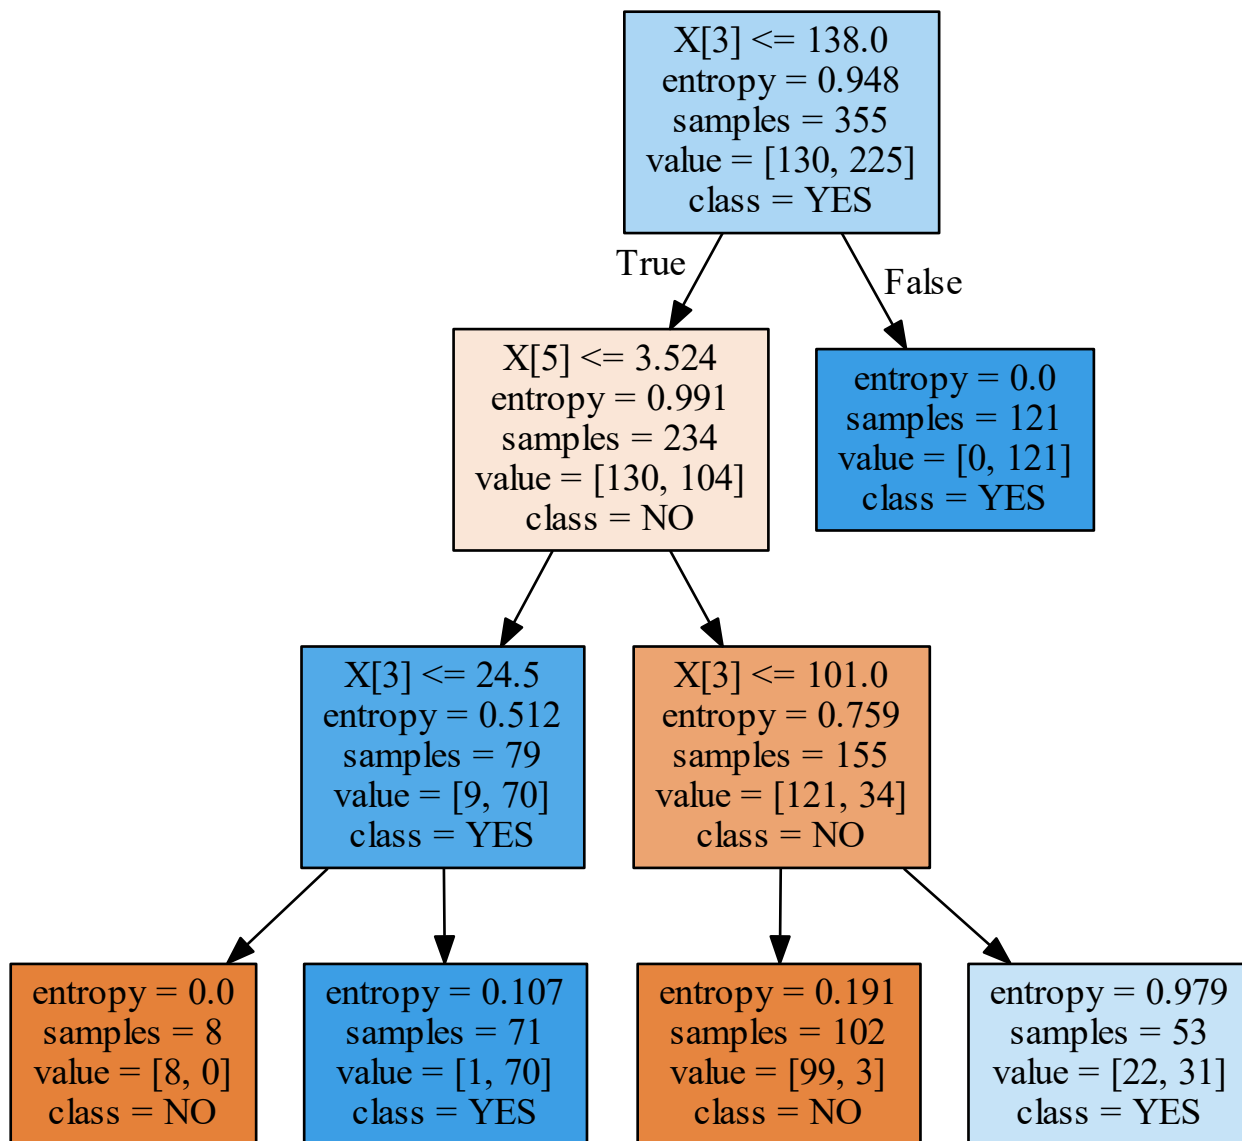 X[3] <= 138.0
entropy = 0.948
samples = 355
value = [130, 225]
class = YES
True
False
X[5] <= 3.524
entropy = 0.991
samples = 234
value = [130, 104]
class = NO
entropy = 0.0
samples = 121
value = [0, 121]
class = YES
X[3] <= 24.5
entropy = 0.512
samples = 79
value = [9, 70]
class = YES
X[3] <= 101.0
entropy = 0.759
samples = 155
value = [121, 34]
class = NO
entropy = 0.0
samples = 8
value = [8, 0]
class = NO
entropy = 0.107
samples = 71
value = [1, 70]
class = YES
entropy = 0.191
samples = 102
value = [99, 3]
class = NO
entropy = 0.979
samples = 53
value = [22, 31]
class = YES